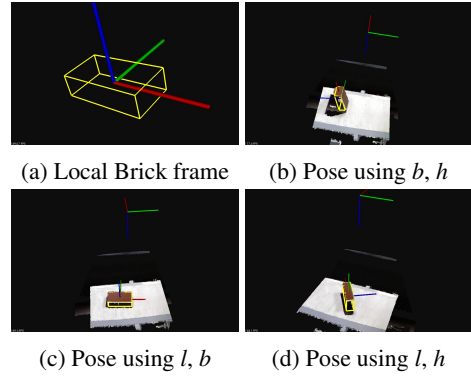 (a) Local Brick frame
(b) Pose using b, h
(c) Pose using l, b
(d) Pose using l, h